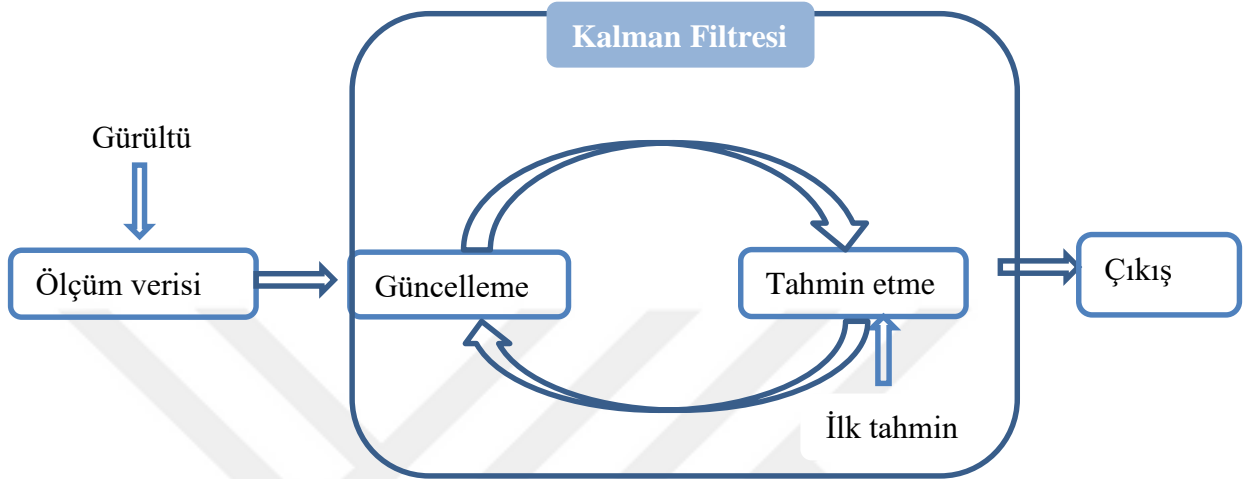 Kalman Filtresi
Gürültü
Ölçüm verisi
Güncelleme
Tahmin etme
Çıkış
İlk tahmin